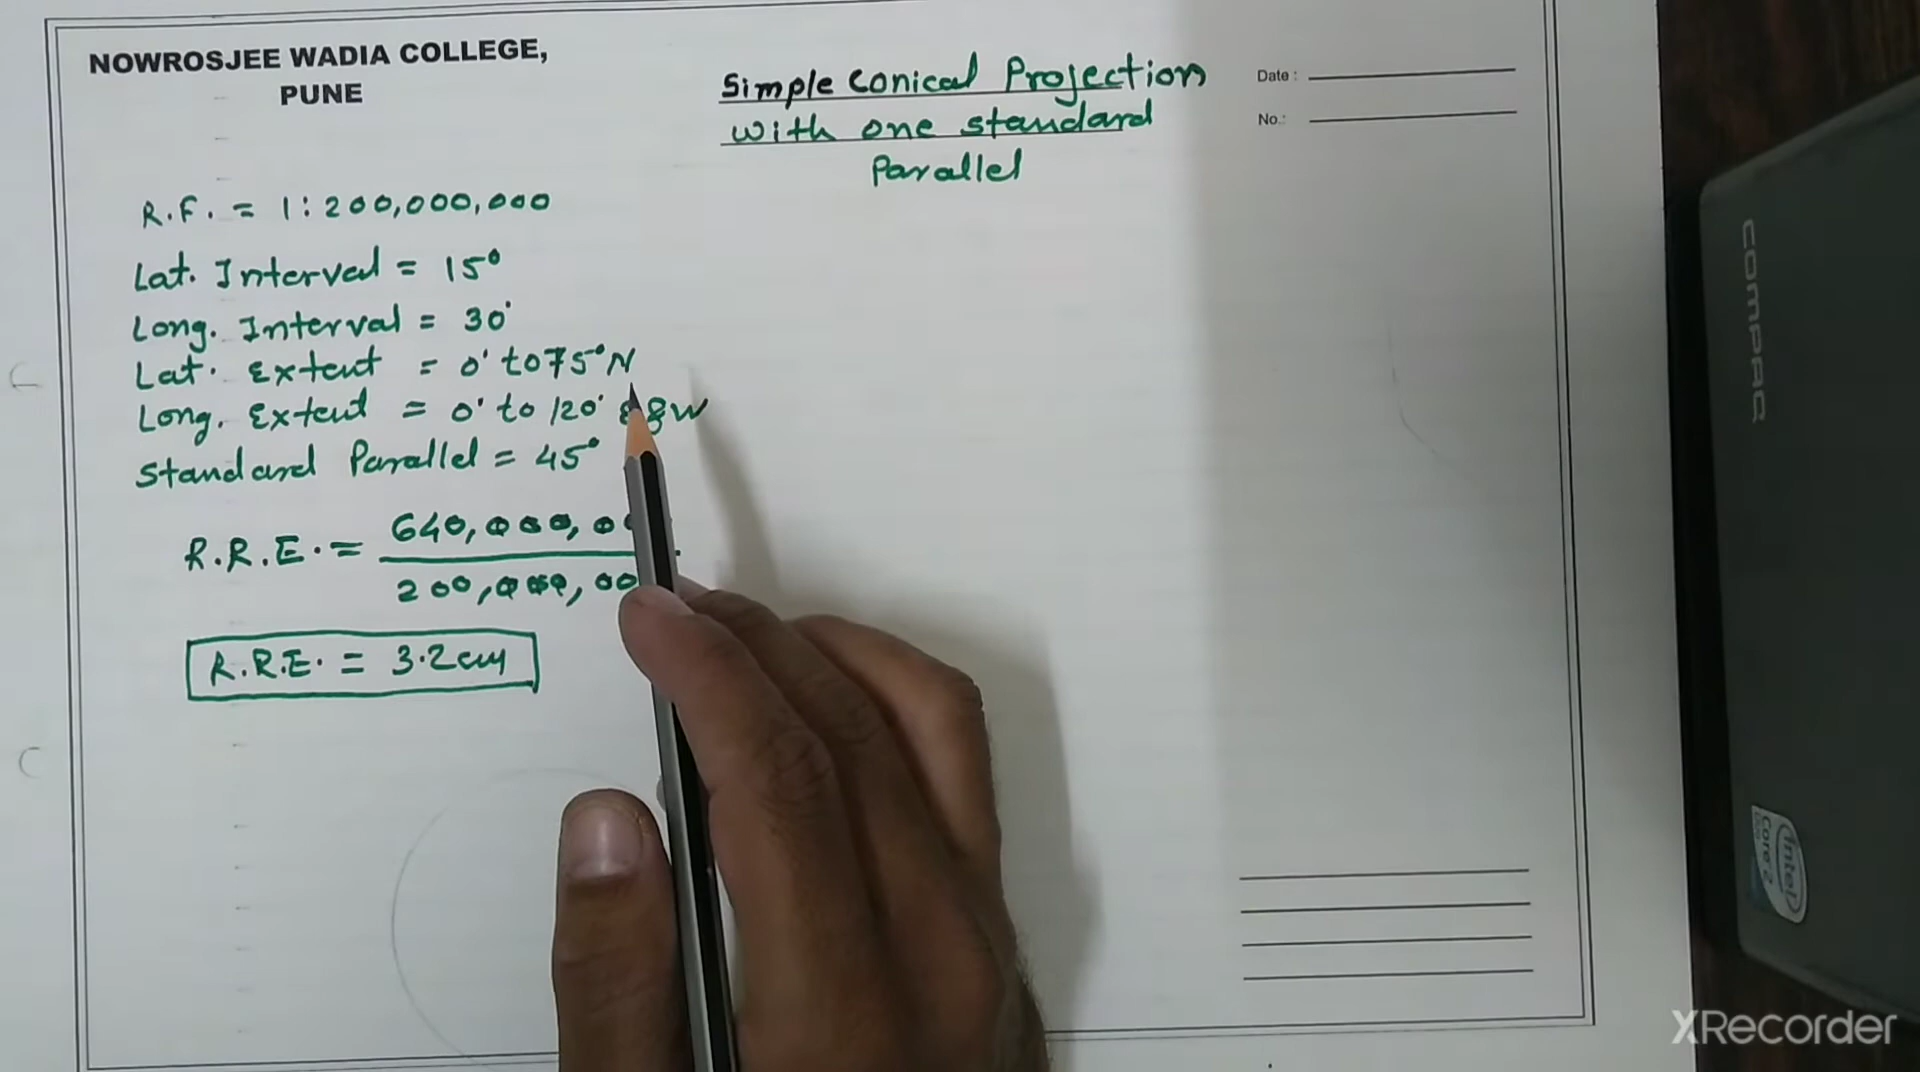 NOWROSJEE WADIA COLLEGE,
PUNE
Simple Conical Projection
with one standard
Parallel
Date :
No.:
R.F. = 1:200,000,000
Lat. Interval = 15°
Long. Interval = 30°
Lat. Extent = 0° to 75° N
Long. Extent = 0° to 120° E&W
Standard Parallel = 45°
R.R.E. = 640,000,00
200,000,00
R.R.E. = 3.2cm
COMPAQ
intel
Core 2
XRecorder